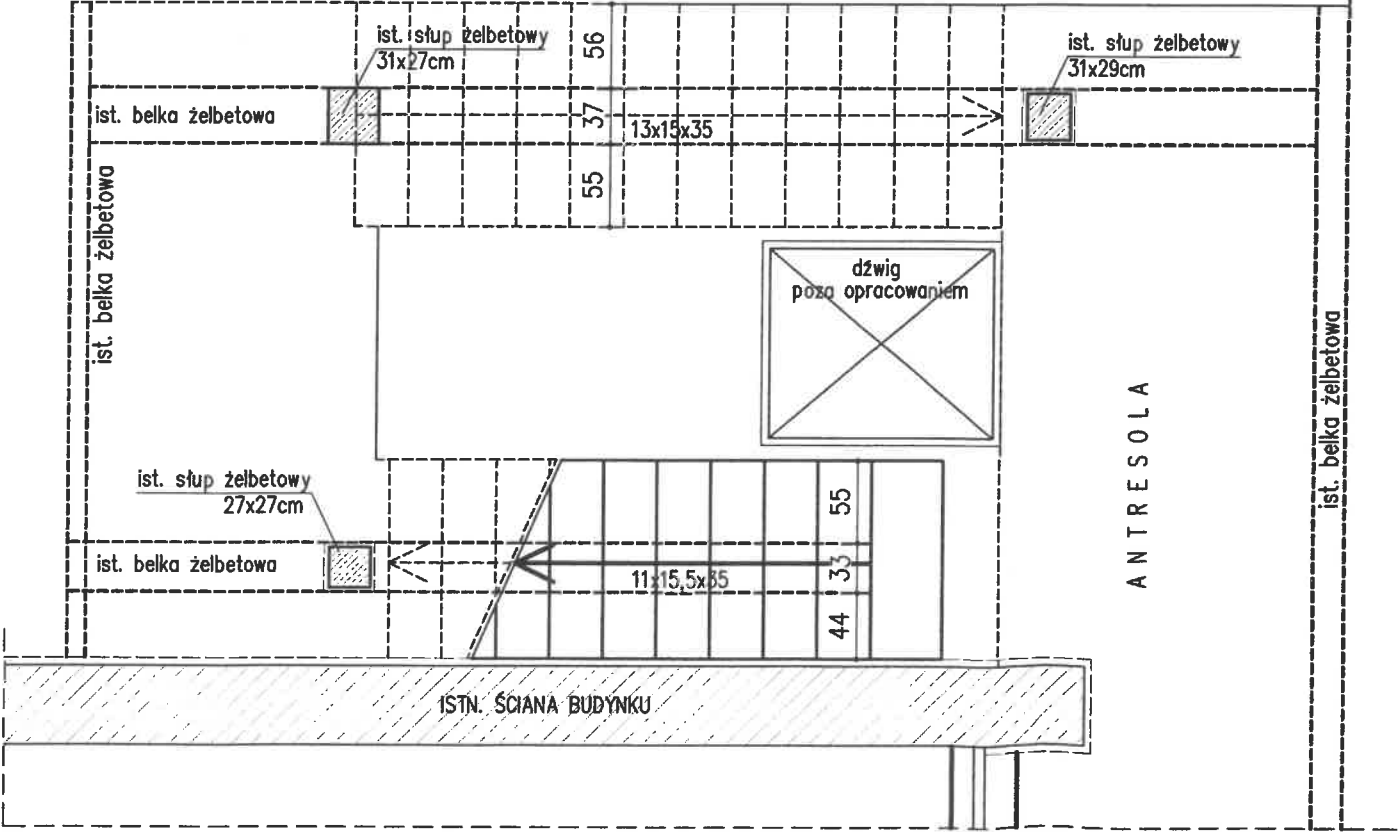 ist. słup żelbetowy
31x27cm
56
ist. słup żelbetowy
31x29cm
ist. belka żelbetowa
37
13x15x35
55
ist. belka żelbetowa
dźwig
poza opracowaniem
ist. belka żelbetowa
ANTRESOLA
ist. słup żelbetowy
27x27cm
55
ist. belka żelbetowa
33
11x15,5x35
44
ISTN. ŚCIANA BUDYNKU